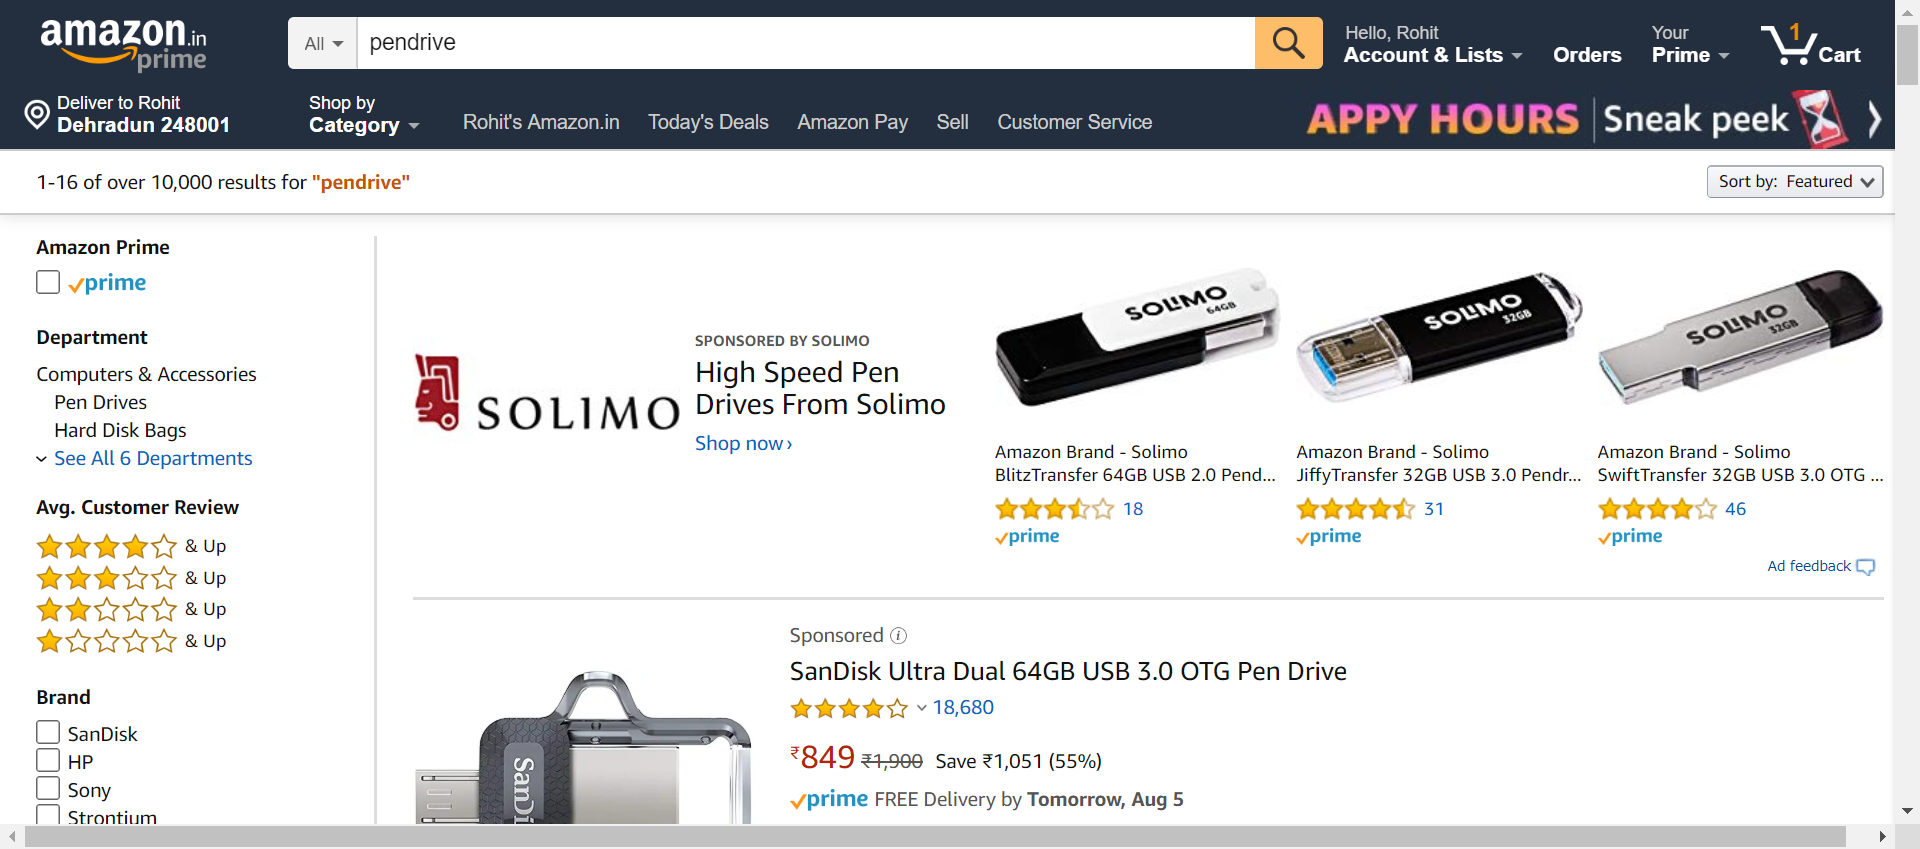 amazon.in
prime
All
pendrive
Hello, Rohit
Account & Lists
Orders
Your
Prime
1
Cart
Deliver to Rohit
Dehradun 248001
Shop by
Category
Rohit's Amazon.in
Today's Deals
Amazon Pay
Sell
Customer Service
APPY HOURS
Sneak peek
1-16 of over 10,000 results for "pendrive"
Sort by: Featured
Amazon Prime
prime
Department
Computers & Accessories
Pen Drives
Hard Disk Bags
See All 6 Departments
Avg. Customer Review
& Up
& Up
& Up
& Up
Brand
SanDisk
HP
Sony
Strontium
SOLIMO
SPONSORED BY SOLIMO
High Speed Pen
Drives From Solimo
Shop now ›
SOLIMO
64GB
Amazon Brand - Solimo
BlitzTransfer 64GB USB 2.0 Pend...
18
prime
SOLIMO
32GB
Amazon Brand - Solimo
JiffyTransfer 32GB USB 3.0 Pendr...
31
prime
SOLIMO
32GB
Amazon Brand - Solimo
SwiftTransfer 32GB USB 3.0 OTG ...
46
prime
Ad feedback
SanDi
Sponsored
SanDisk Ultra Dual 64GB USB 3.0 OTG Pen Drive
18,680
₹849 ₹1,900 Save ₹1,051 (55%)
prime FREE Delivery by Tomorrow, Aug 5